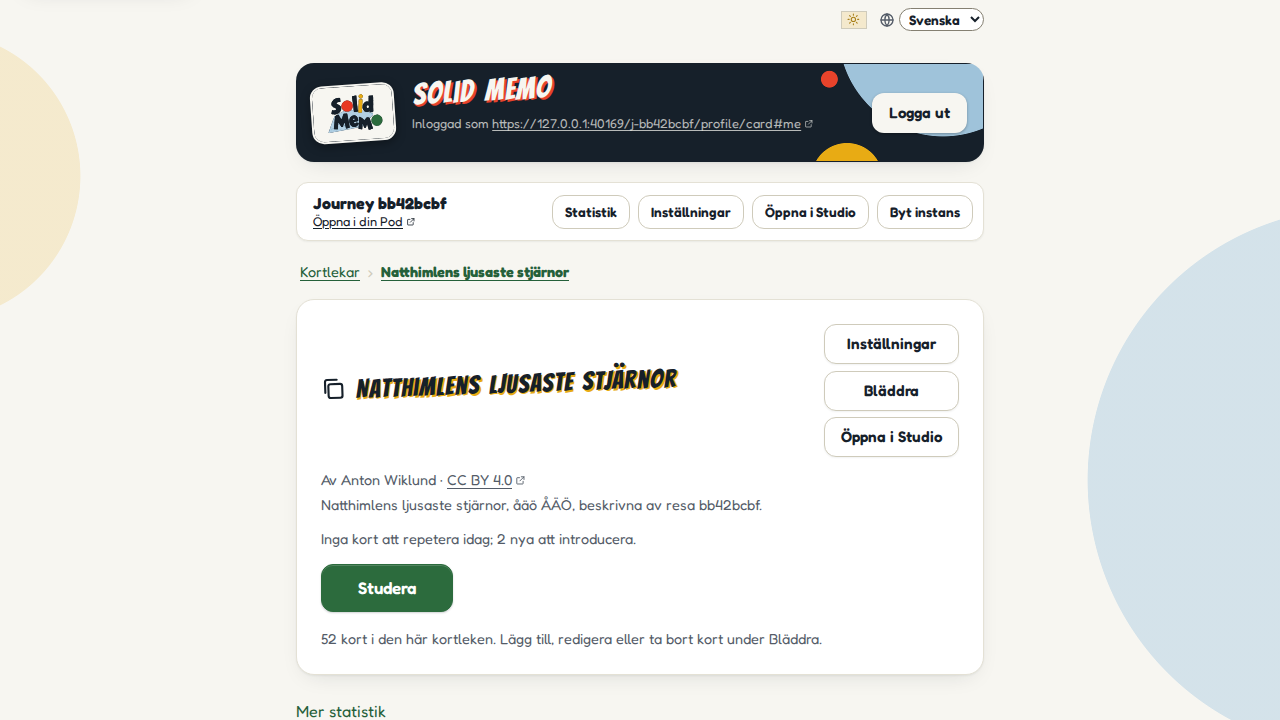 Svenska
Solid Memo
SOLID MEMO
Inloggad som https://127.0.0.1:40169/j-bb42bcbf/profile/card#me
Logga ut
Journey bb42bcbf
Öppna i din Pod
Statistik
Inställningar
Öppna i Studio
Byt instans
Kortlekar › Natthimlens ljusaste stjärnor
NATTHIMLENS LJUSASTE STJÄRNOR
Inställningar
Bläddra
Öppna i Studio
Av Anton Wiklund · CC BY 4.0
Natthimlens ljusaste stjärnor, åäö ÅÄÖ, beskrivna av resa bb42bcbf.
Inga kort att repetera idag; 2 nya att introducera.
Studera
52 kort i den här kortleken. Lägg till, redigera eller ta bort kort under Bläddra.
Mer statistik